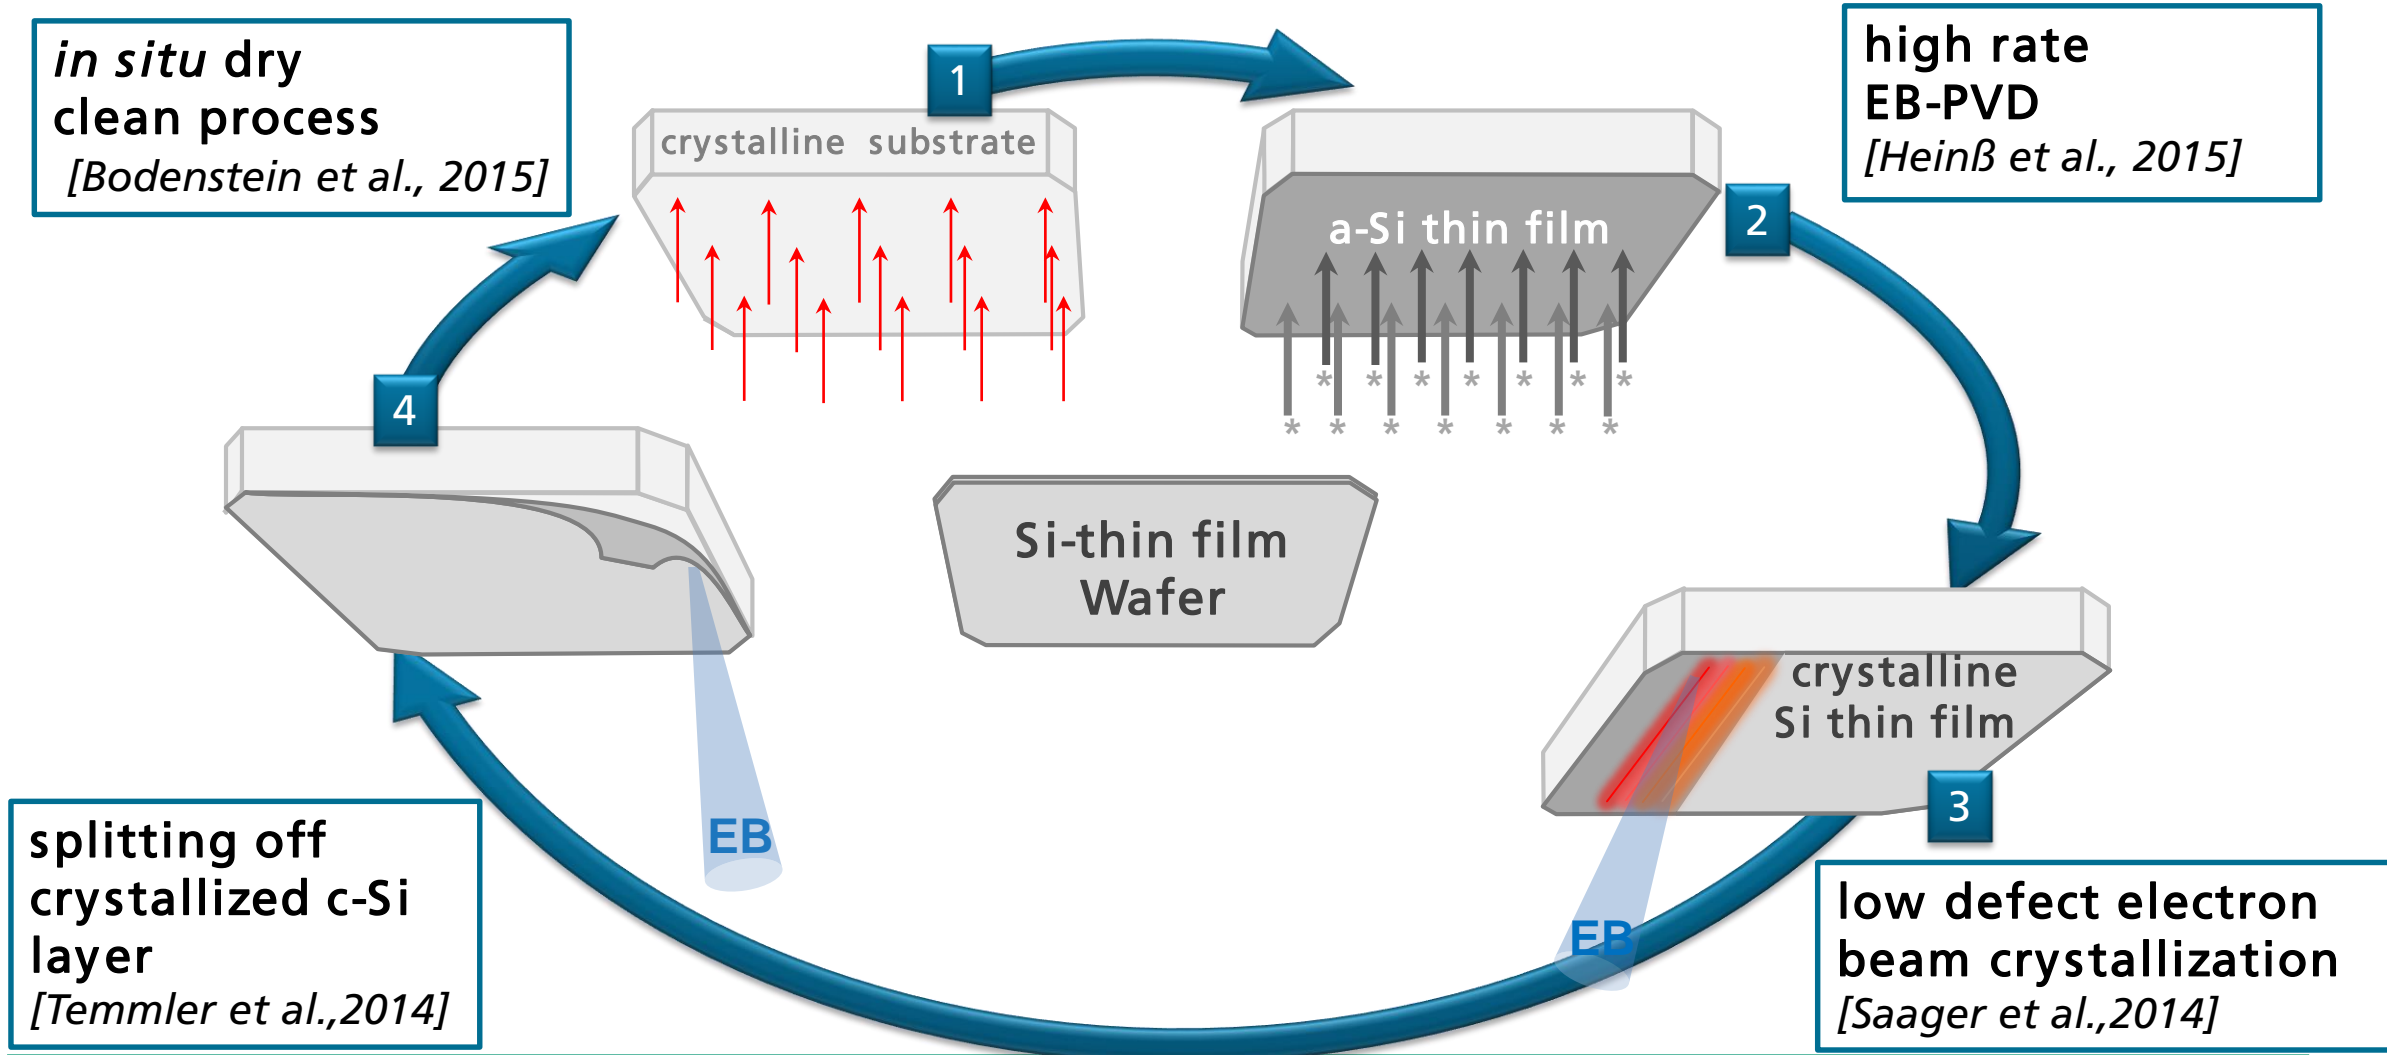 in situ dry
clean process
[Bodenstein et al., 2015]
1
crystalline substrate
high rate
EB-PVD
[Heinß et al., 2015]
2
a-Si thin film
* * * * * * *
* * * * * * *
4
Si-thin film
Wafer
crystalline
Si thin film
3
EB
EB
splitting off
crystallized c-Si
layer
[Temmler et al.,2014]
low defect electron
beam crystallization
[Saager et al.,2014]